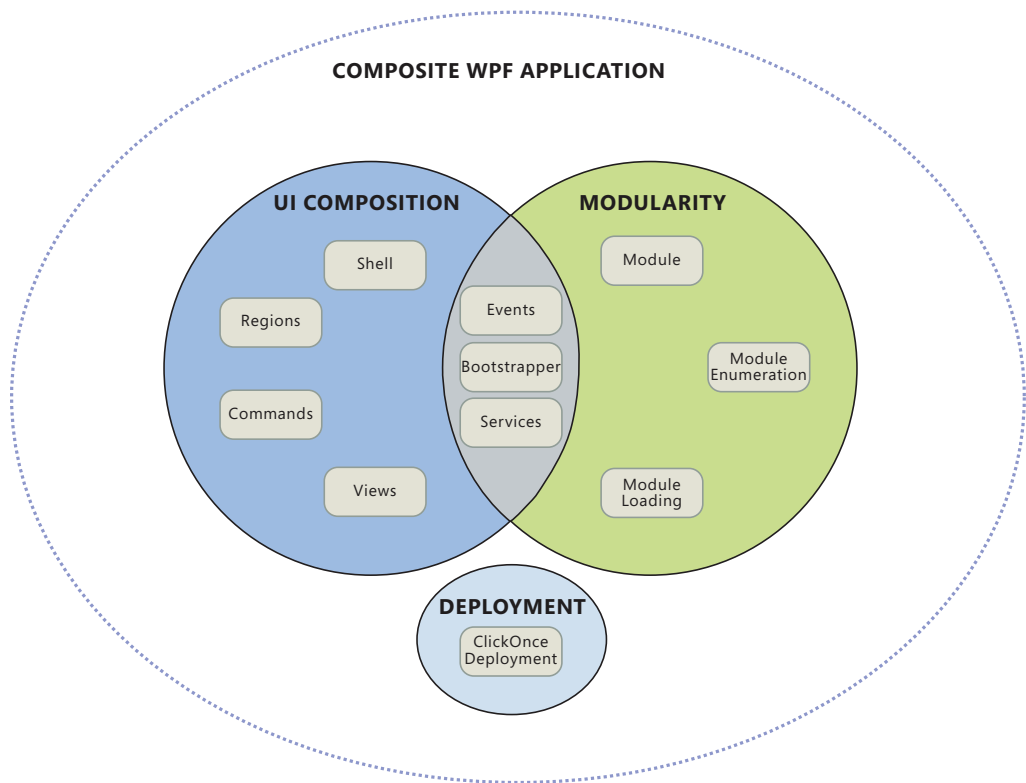 COMPOSITE WPF APPLICATION
UI COMPOSITION
Shell
Regions
Commands
Views
Events
Bootstrapper
Services
MODULARITY
Module
Module
Enumeration
Module
Loading
DEPLOYMENT
ClickOnce
Deployment